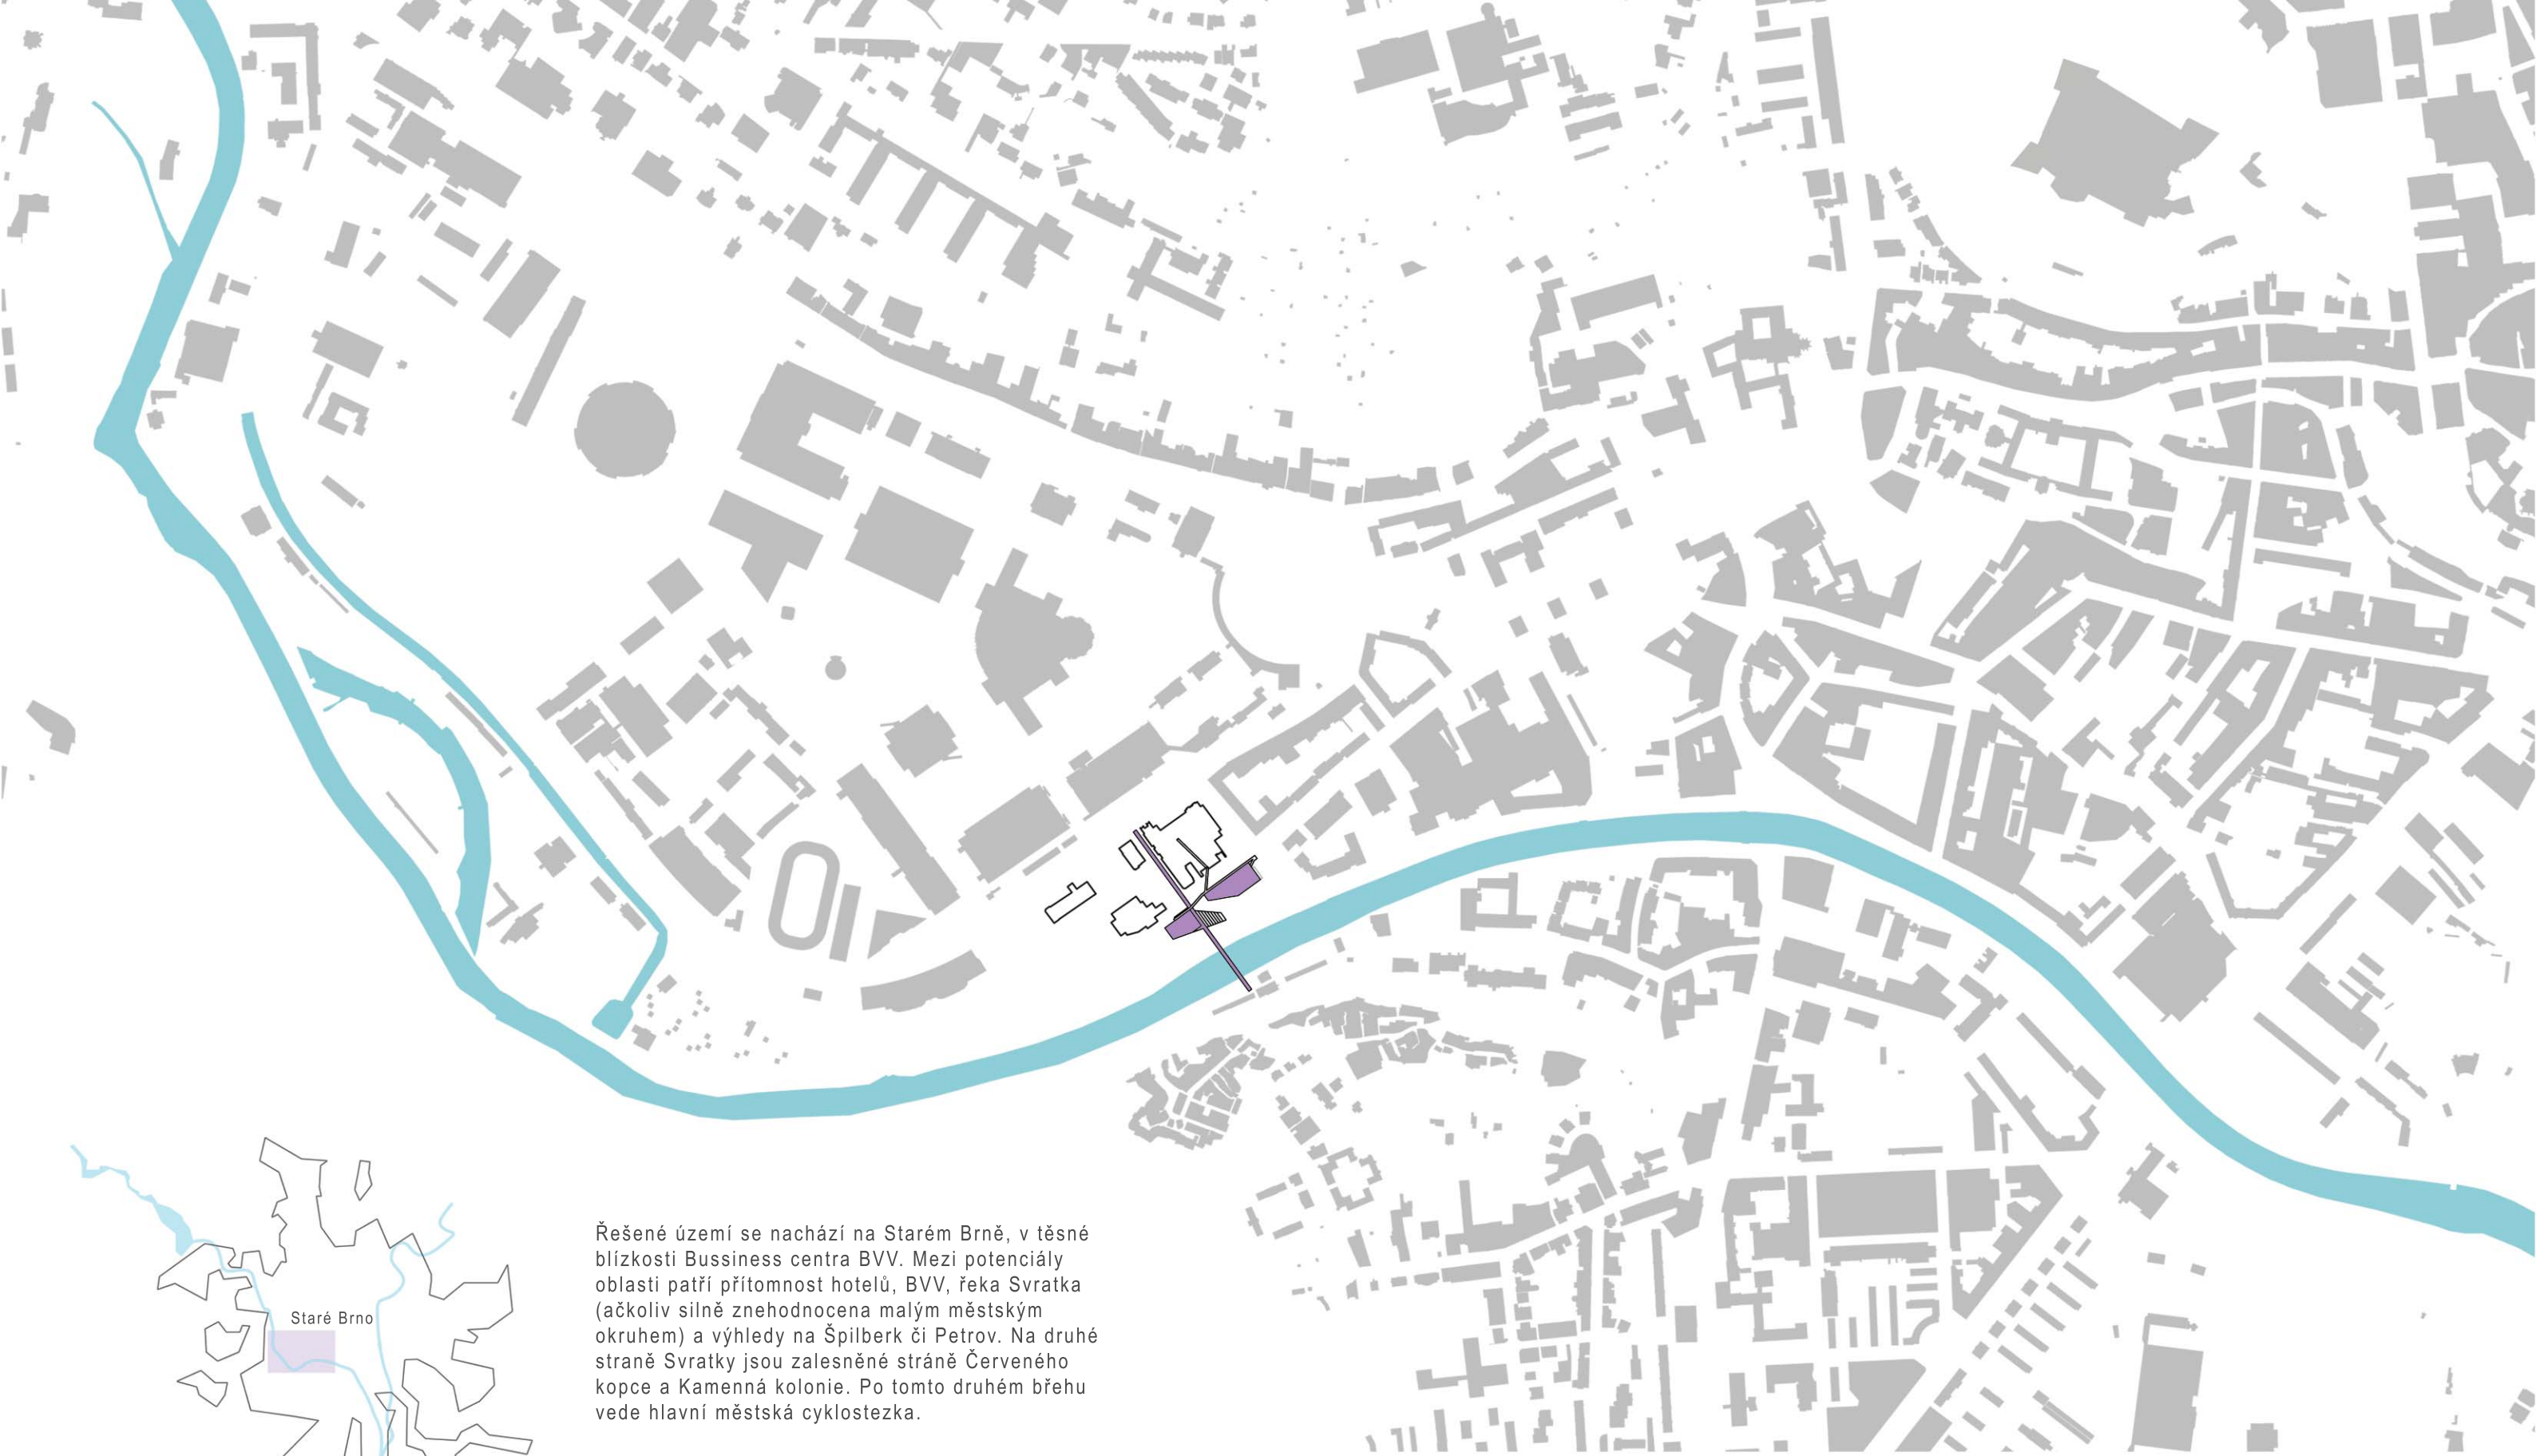 Staré Brno
Řešené území se nachází na Starém Brně, v těsné
blízkosti Bussiness centra BVV. Mezi potenciály
oblasti patří přítomnost hotelů, BVV, řeka Svratka
(ačkoliv silně znehodnocena malým městským
okruhem) a výhledy na Špilberk či Petrov. Na druhé
straně Svratky jsou zalesněné stráně Červeného
kopce a Kamenná kolonie. Po tomto druhém břehu
vede hlavní městská cyklostezka.